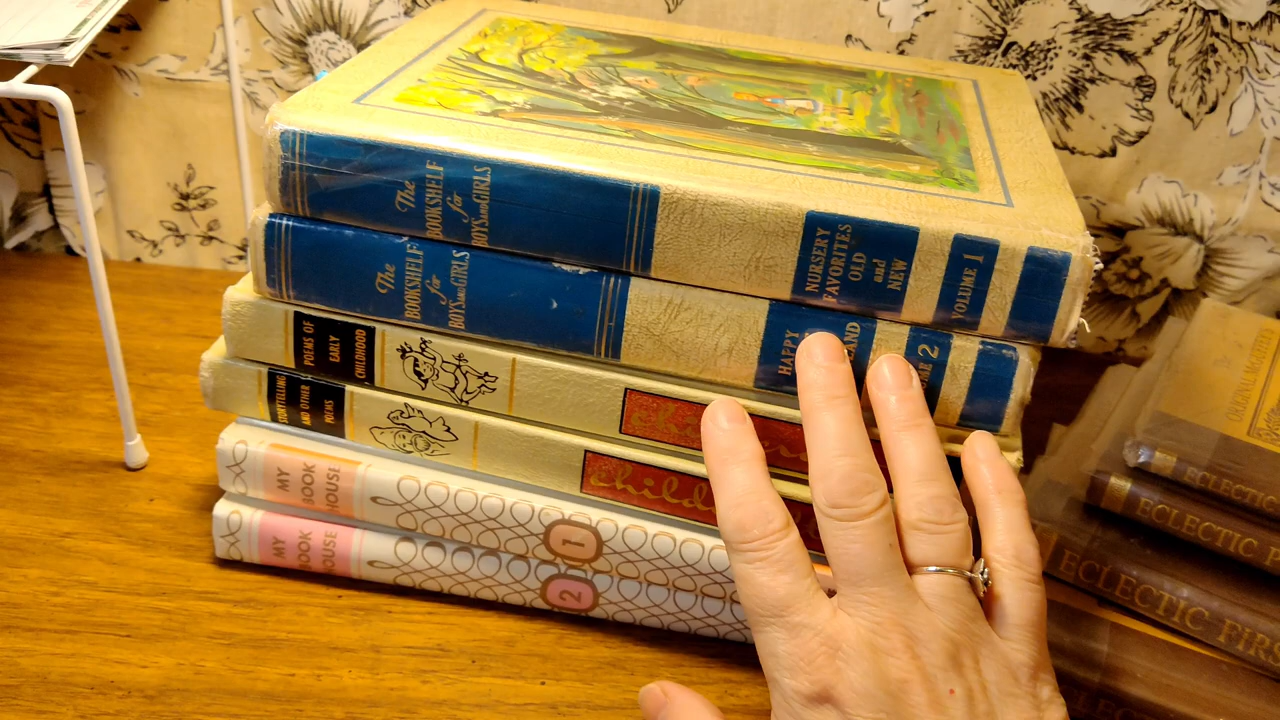 The
BOOKSHELF
for
BOYS and GIRLS
NURSERY
FAVORITES
OLD
and
NEW
VOLUME 1
The
BOOKSHELF
for
BOYS and GIRLS
HAPPY
2
POEMS OF
EARLY
CHILDHOOD
STORYTELLING
AND OTHER
POEMS
MY
BOOK
HOUSE
1
MY
BOOK
HOUSE
2
ECLECTIC
ECLECTIC
ECLECTIC